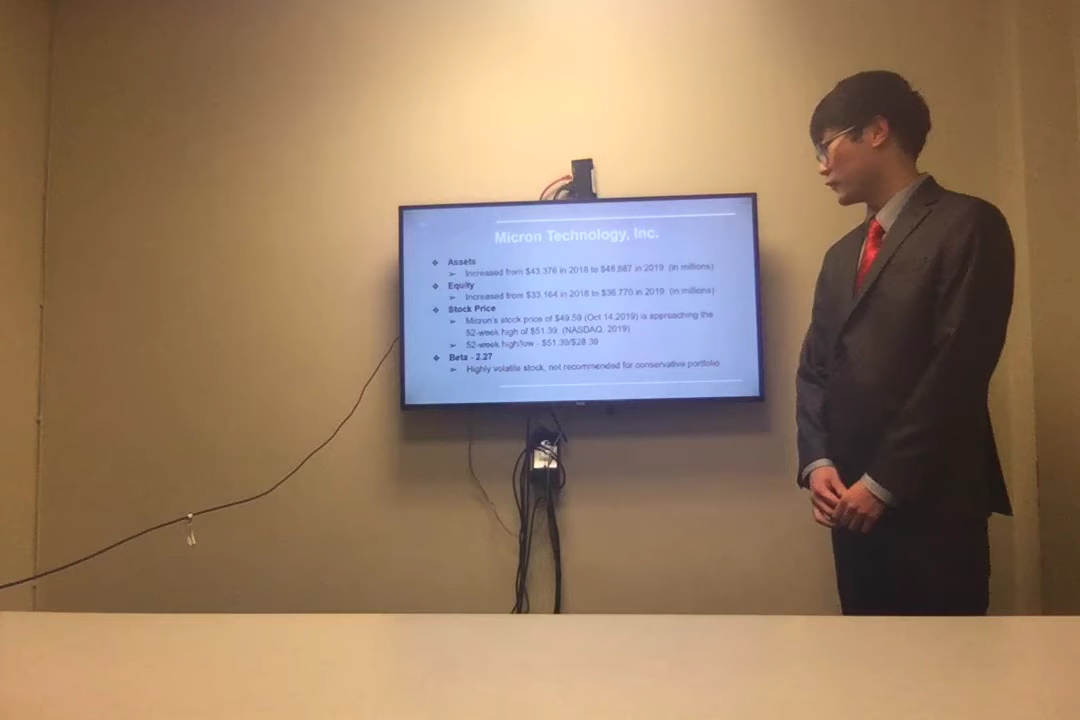 Micron Technology, Inc.
❖ Assets
➢ Increased from $43,376 in 2018 to $48,887 in 2019 (in millions)
❖ Equity
➢ Increased from $33,164 in 2018 to $36,770 in 2019 (in millions)
❖ Stock Price
➢ Micron's stock price of $49.59 (Oct 14,2019) is approaching the
52-week high of $51.39. (NASDAQ, 2019)
➢ 52-week high/low - $51.39/$28.39
❖ Beta - 2.27
➢ Highly volatile stock, not recommended for conservative portfolio